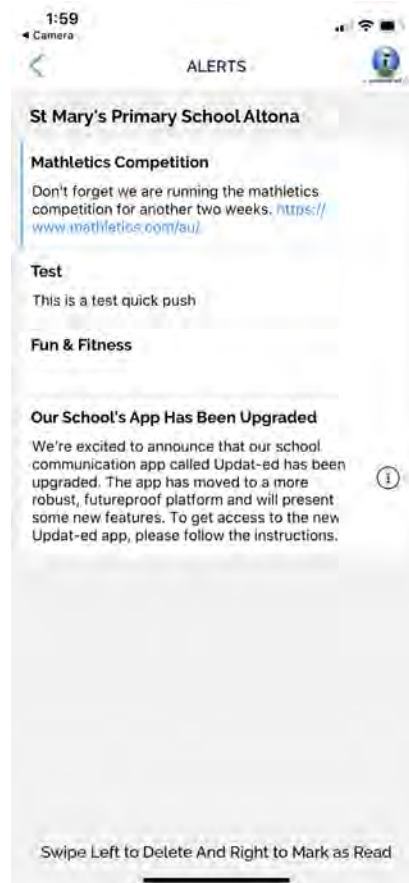 1:59
Camera
ALERTS
St Mary's Primary School Altona
Mathletics Competition
Don't forget we are running the mathletics
competition for another two weeks. https://
www.mathletics.com/au/
Test
This is a test quick push
Fun & Fitness
Our School's App Has Been Upgraded
We're excited to announce that our school
communication app called Updat-ed has been
upgraded. The app has moved to a more
robust, futureproof platform and will present
some new features. To get access to the new
Updat-ed app, please follow the instructions.
Swipe Left to Delete And Right to Mark as Read